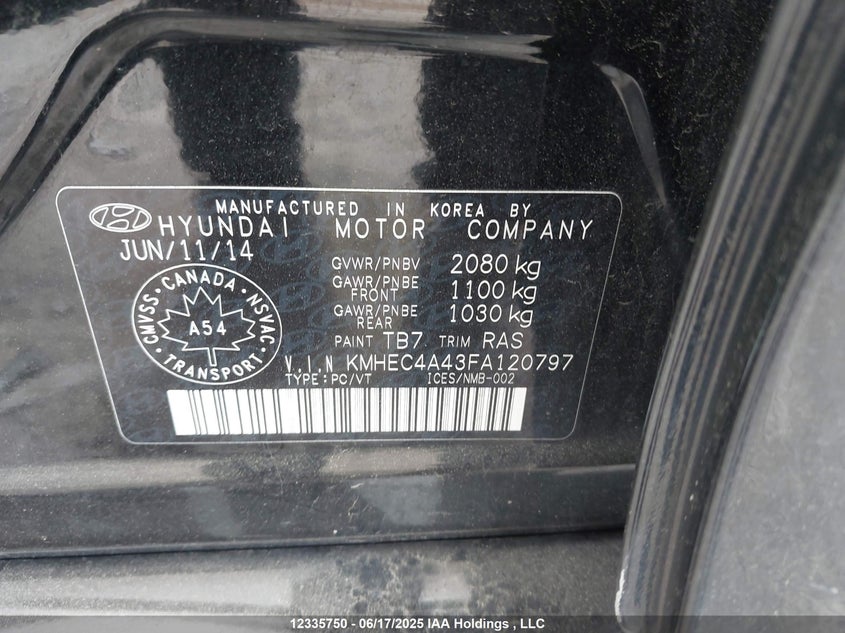 MANUFACTURED IN KOREA BY
HYUNDAI MOTOR COMPANY
JUN/11/14
GVWR/PNBV 2080 kg
GAWR/PNBE FRONT 1100 kg
GAWR/PNBE REAR 1030 kg
PAINT TB7 TRIM RAS
V.I.N KMHEC4A43FA120797
TYPE:PC/VT ICES/NMB-002
CMVSS · CANADA · NSVAC · TRANSPORT ·
A54
12335750 - 06/17/2025 IAA Holdings , LLC